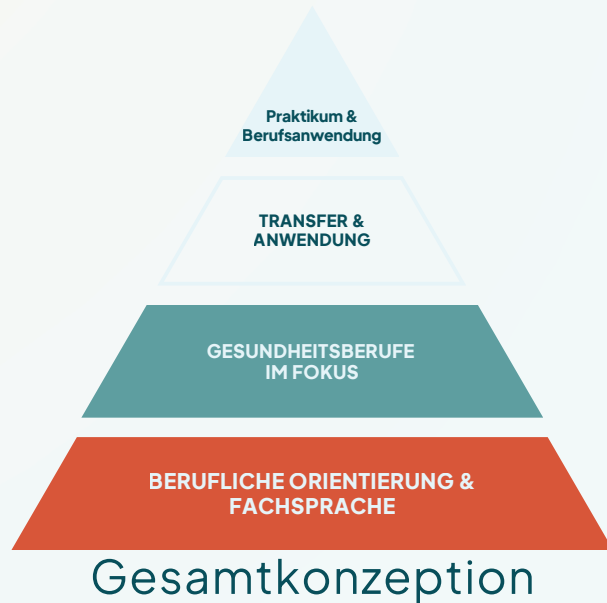 Praktikum &
Berufsanwendung
TRANSFER &
ANWENDUNG
GESUNDHEITSBERUFE
IM FOKUS
BERUFLICHE ORIENTIERUNG &
FACHSPRACHE
Gesamtkonzeption